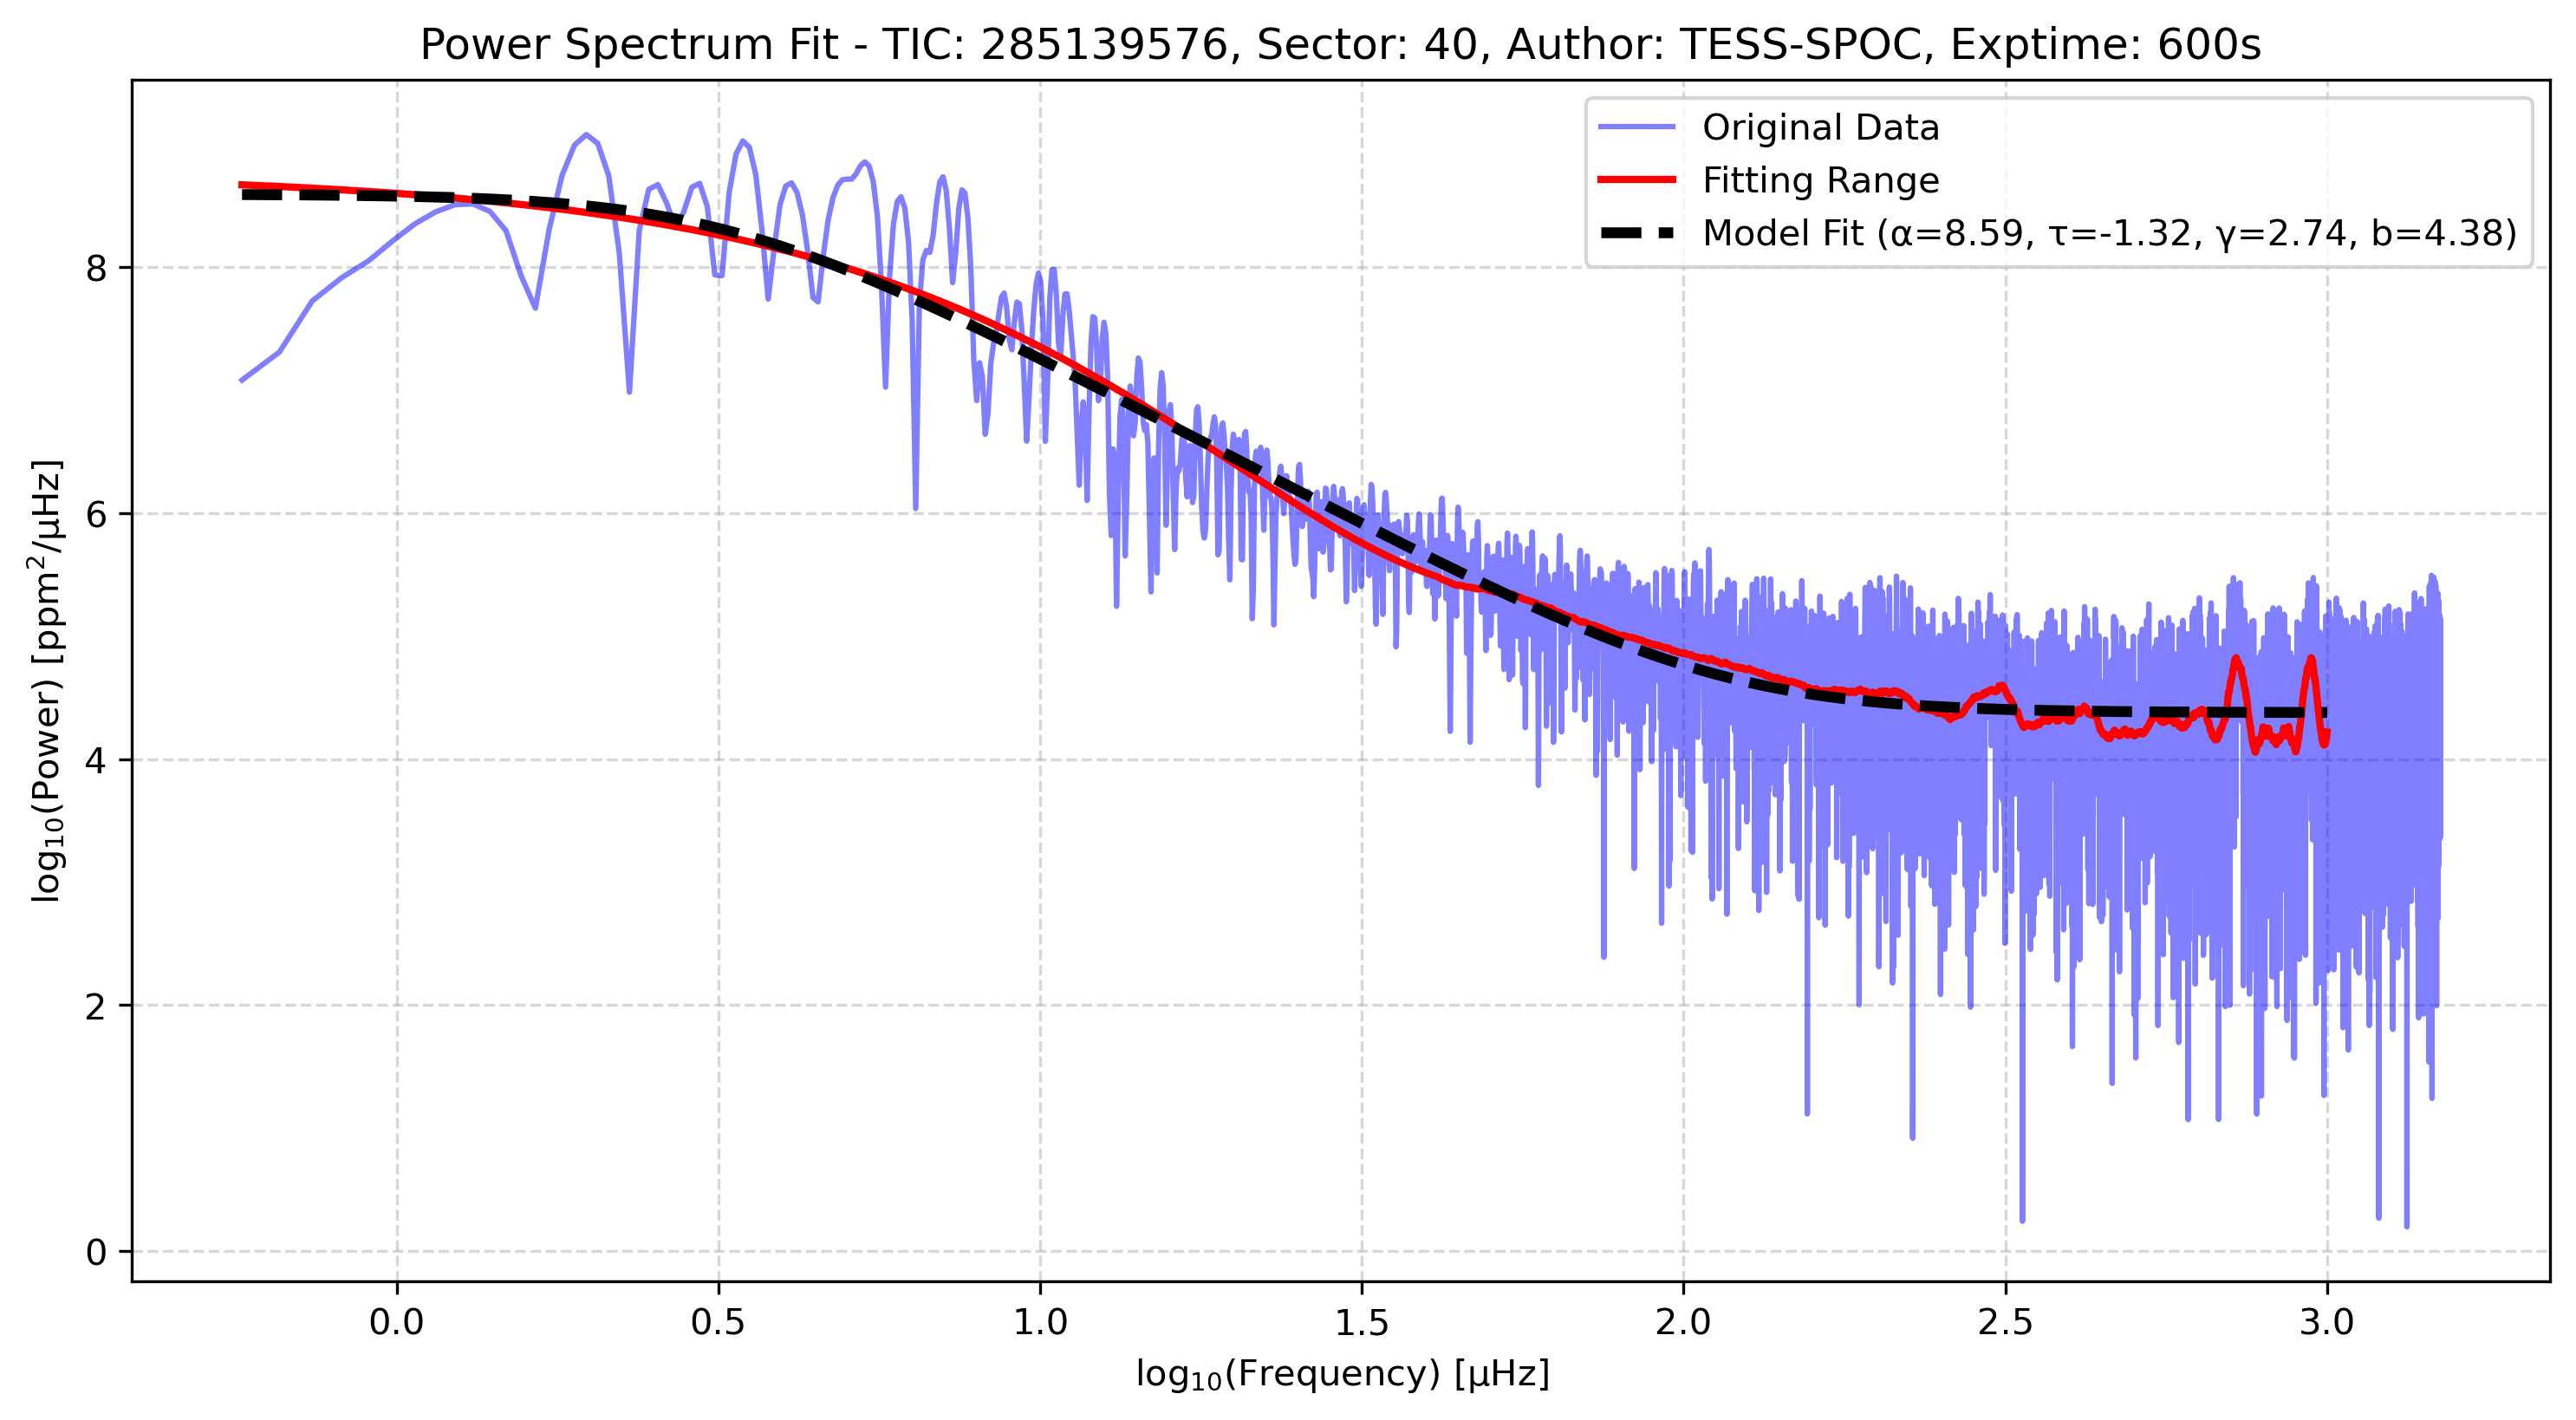 Power Spectrum Fit - TIC: 285139576, Sector: 40, Author: TESS-SPOC, Exptime: 600s
Original Data
Fitting Range
Model Fit (α=8.59, τ=-1.32, γ=2.74, b=4.38)
log₁₀(Power) [ppm²/μHz]
8
6
4
2
0
0.0 0.5 1.0 1.5 2.0 2.5 3.0
log₁₀(Frequency) [μHz]